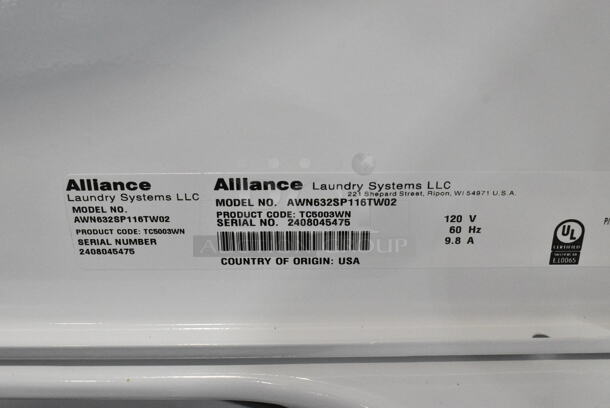 Alliance
Laundry Systems LLC
MODEL NO.
AWN632SP116TW02
PRODUCT CODE: TC5003WN
SERIAL NUMBER
2408045475
Alliance Laundry Systems LLC
221 Shepard Street, Ripon, WI 54971 U.S.A.
MODEL NO. AWN632SP116TW02
PRODUCT CODE: TC5003WN
SERIAL NO. 2408045475
120 V
60 Hz
9.8 A
COUNTRY OF ORIGIN: USA
UL
CERTIFIED
E10065